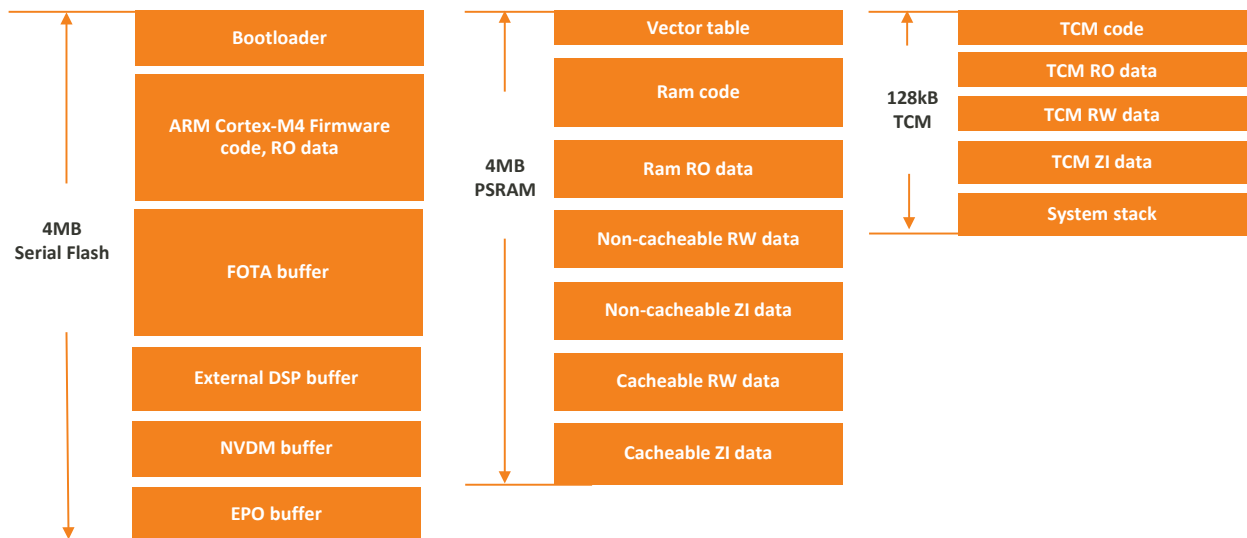 4MB
Serial Flash
Bootloader
ARM Cortex-M4 Firmware
code, RO data
FOTA buffer
External DSP buffer
NVDM buffer
EPO buffer
4MB
PSRAM
Vector table
Ram code
Ram RO data
Non-cacheable RW data
Non-cacheable ZI data
Cacheable RW data
Cacheable ZI data
128kB
TCM
TCM code
TCM RO data
TCM RW data
TCM ZI data
System stack